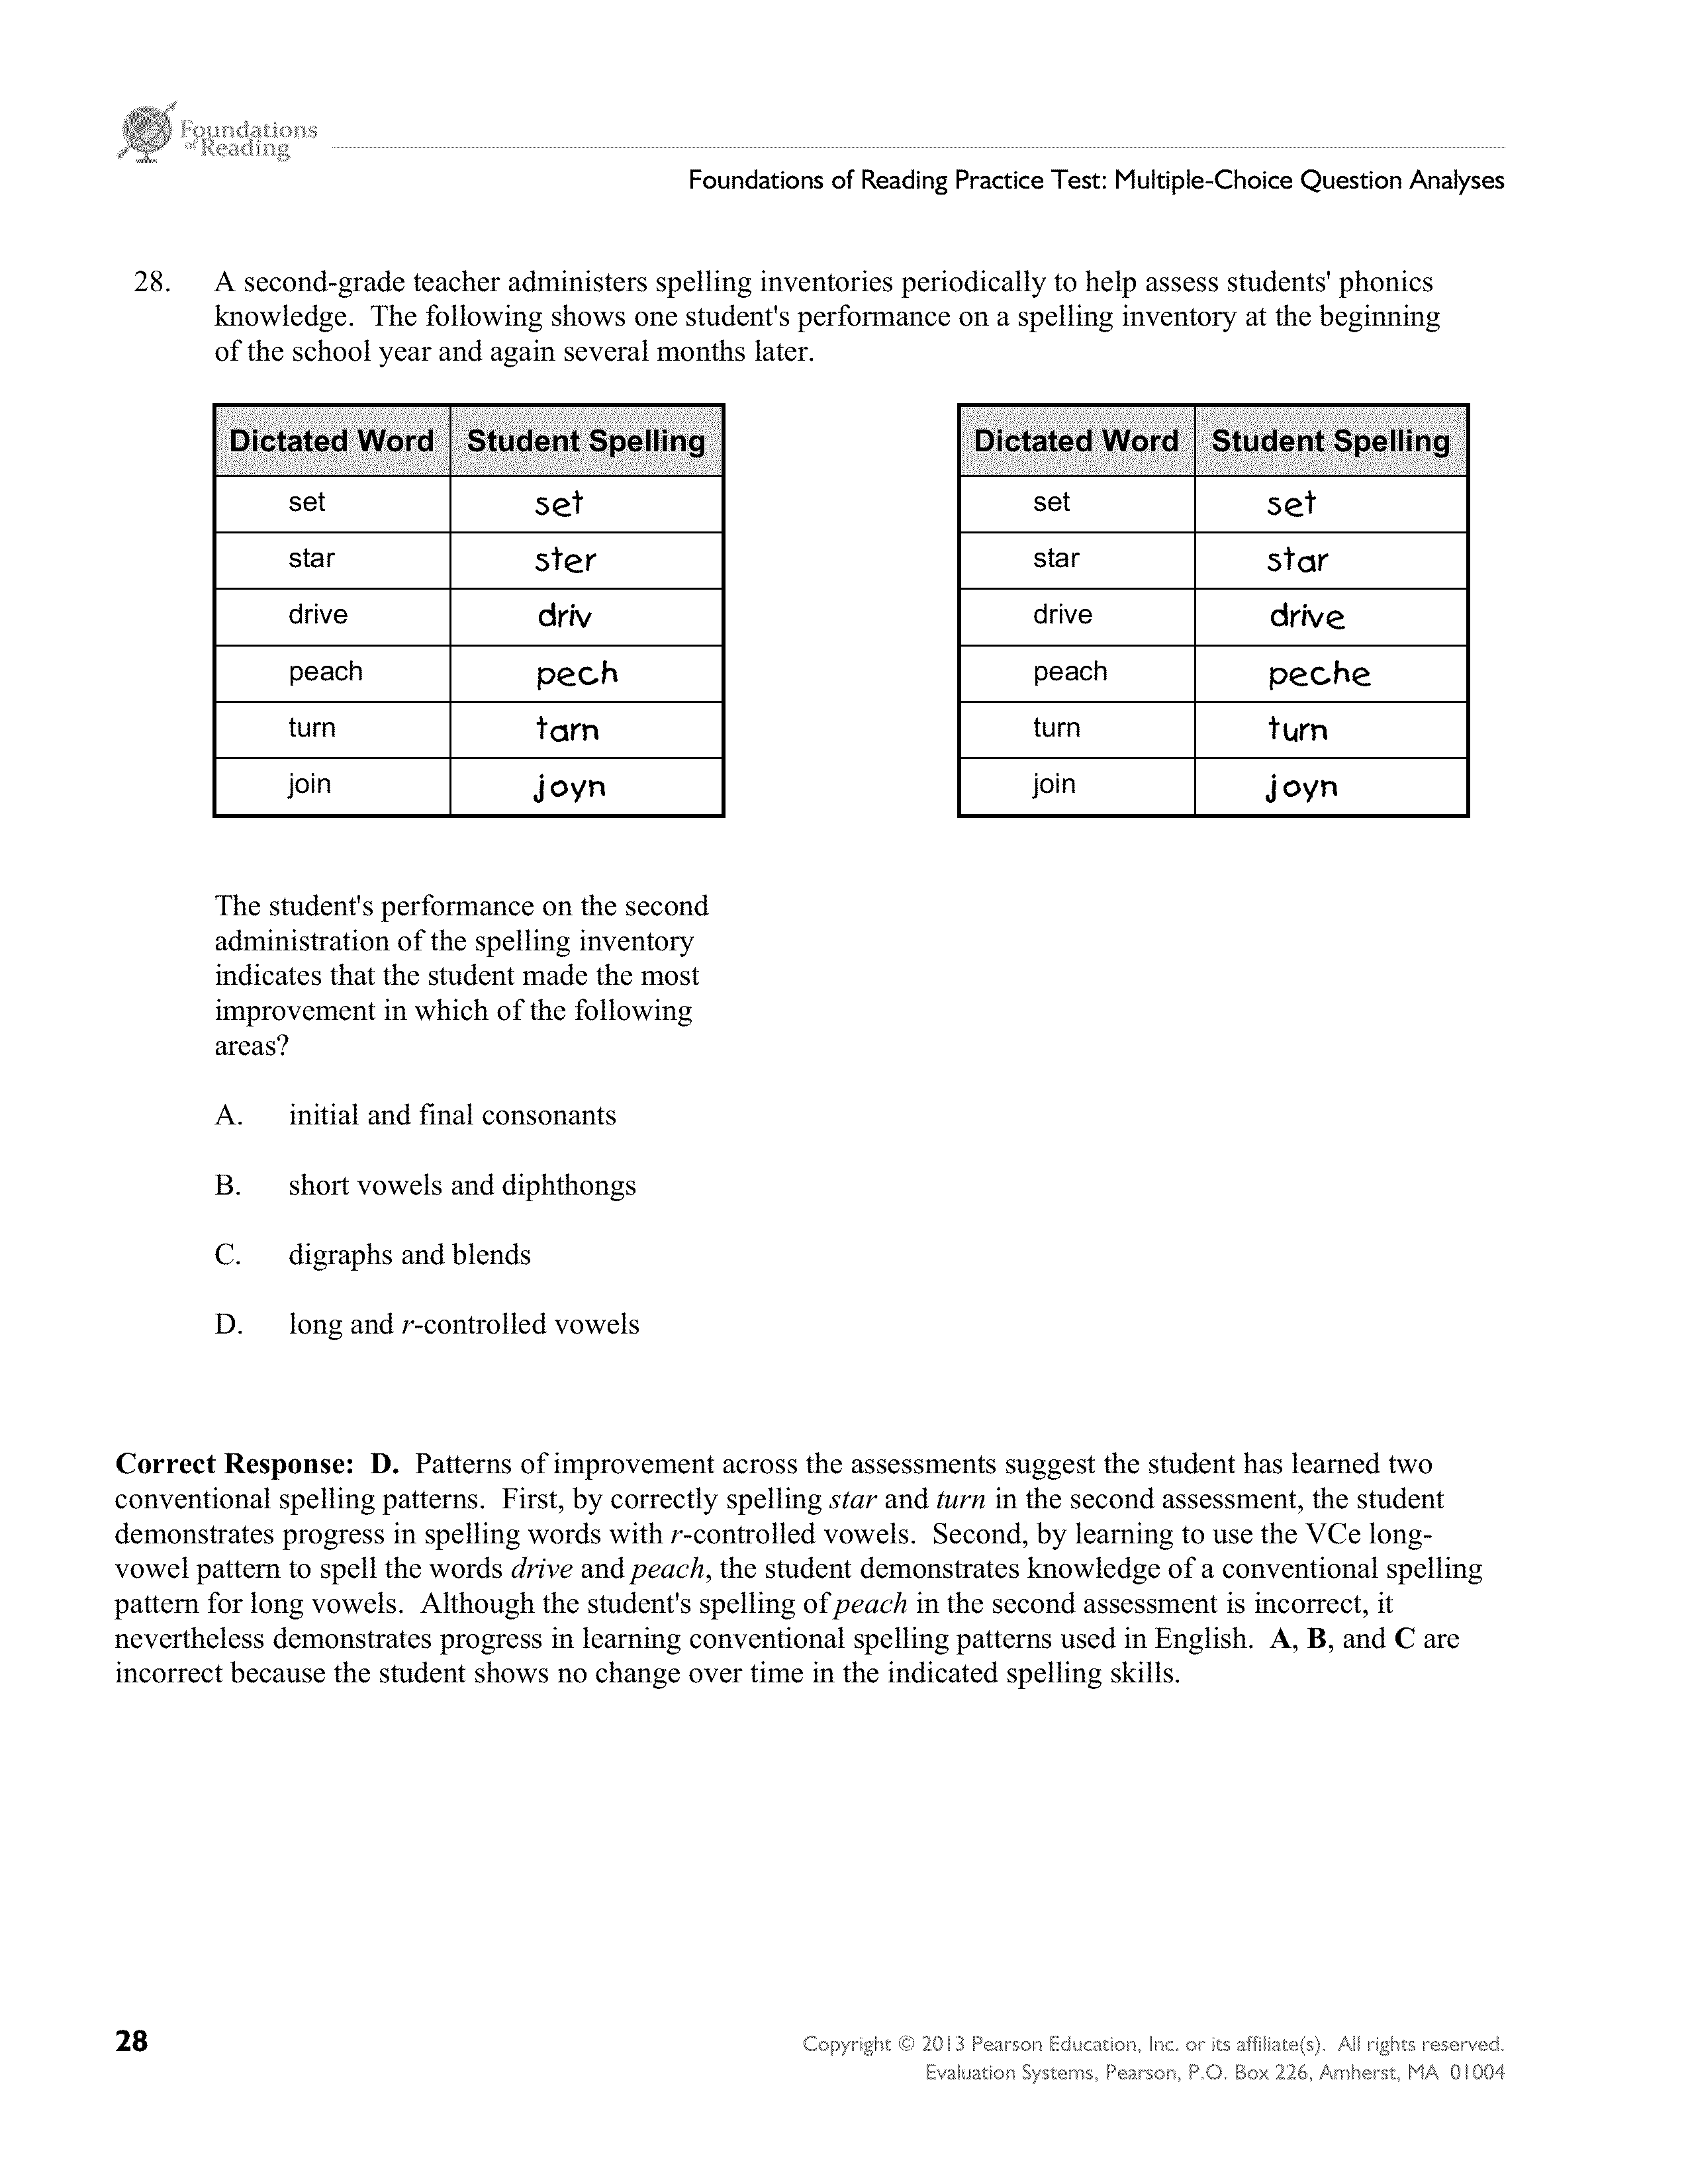 Foundations
of Reading
Foundations of Reading Practice Test: Multiple-Choice Question Analyses
28. A second-grade teacher administers spelling inventories periodically to help assess students' phonics
knowledge. The following shows one student's performance on a spelling inventory at the beginning
of the school year and again several months later.
Dictated Word Student Spelling
set set
star ster
drive driv
peach pech
turn tarn
join joyn
Dictated Word Student Spelling
set set
star star
drive drive
peach peche
turn turn
join joyn
The student's performance on the second
administration of the spelling inventory
indicates that the student made the most
improvement in which of the following
areas?
A. initial and final consonants
B. short vowels and diphthongs
C. digraphs and blends
D. long and r-controlled vowels
Correct Response: D. Patterns of improvement across the assessments suggest the student has learned two
conventional spelling patterns. First, by correctly spelling star and turn in the second assessment, the student
demonstrates progress in spelling words with r-controlled vowels. Second, by learning to use the VCe long-
vowel pattern to spell the words drive and peach, the student demonstrates knowledge of a conventional spelling
pattern for long vowels. Although the student's spelling of peach in the second assessment is incorrect, it
nevertheless demonstrates progress in learning conventional spelling patterns used in English. A, B, and C are
incorrect because the student shows no change over time in the indicated spelling skills.
28
Copyright © 2013 Pearson Education, Inc. or its affiliate(s). All rights reserved.
Evaluation Systems, Pearson, P.O. Box 226, Amherst, MA 01004